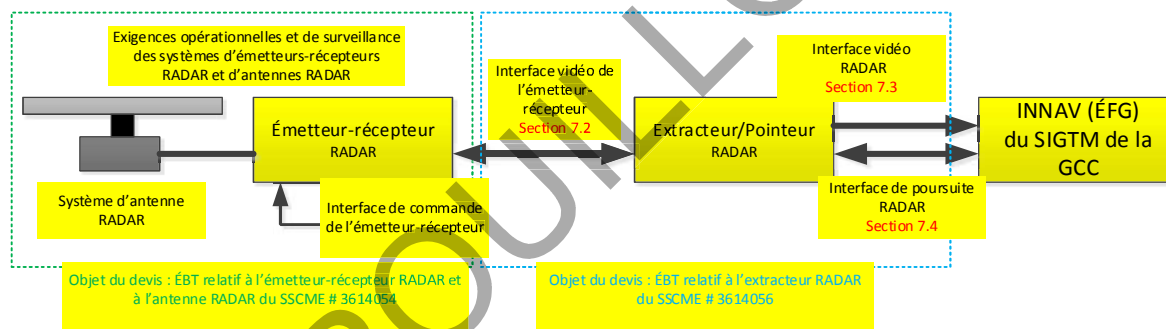 Exigences opérationnelles et de surveillance
des systèmes d'émetteurs-récepteurs
RADAR et d'antennes RADAR
Interface vidéo de
l'émetteur-
récepteur
Section 7.2
Interface vidéo
RADAR
Section 7.3
Émetteur-récepteur
RADAR
Extracteur/Pointeur
RADAR
INNAV (ÉFG)
du SIGTM de la
GCC
Système d'antenne
RADAR
Interface de commande
de l'émetteur-récepteur
Interface de poursuite
RADAR
Section 7.4
Objet du devis : ÉBT relatif à l'émetteur-récepteur RADAR et
à l'antenne RADAR du SSCME # 3614054
Objet du devis : ÉBT relatif à l'extracteur RADAR
du SSCME # 3614056